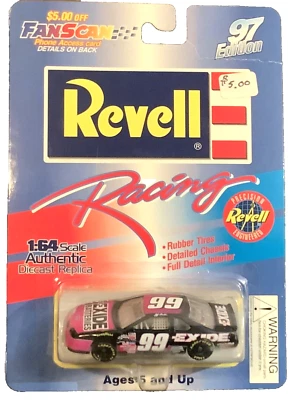 $5.00 OFF
FANSCAN
Phone Access card
DETAILS ON BACK
97
Edition
$5.00
Revell®
Racing
PRECISION
Revell
ENGINEERED
1:64 Scale
Authentic
Diecast Replica
• Rubber Tires
• Detailed Chassis
• Full Detail Interior
99
EXIDE
BATTERIES
99 EXIDE
Ages 5 and Up
WARNING: